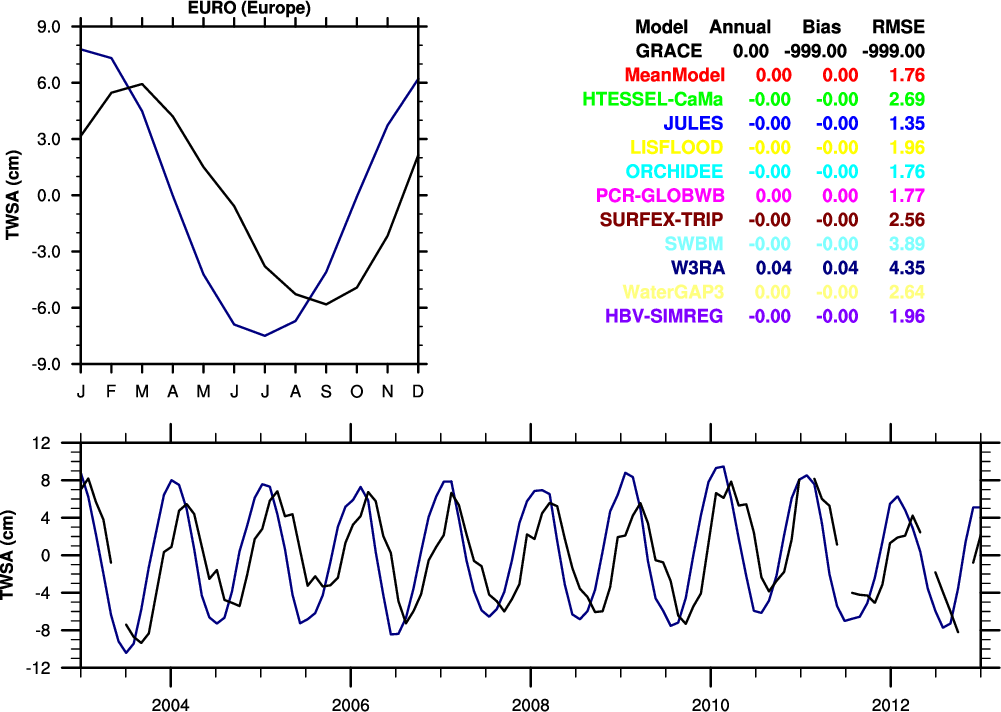 EURO (Europe)
9.0
6.0
3.0
0.0
-3.0
-6.0
-9.0
TWSA (cm)
J F M A M J J A S O N D
Model Annual Bias RMSE
GRACE 0.00 -999.00 -999.00
MeanModel 0.00 0.00 1.76
HTESSEL-CaMa -0.00 -0.00 2.69
JULES -0.00 -0.00 1.35
LISFLOOD -0.00 -0.00 1.96
ORCHIDEE -0.00 -0.00 1.76
PCR-GLOBWB 0.00 0.00 1.77
SURFEX-TRIP -0.00 -0.00 2.56
SWBM -0.00 -0.00 3.89
W3RA 0.04 0.04 4.35
WaterGAP3 0.00 -0.00 2.64
HBV-SIMREG -0.00 -0.00 1.96
12
8
4
0
-4
-8
-12
TWSA (cm)
2004 2006 2008 2010 2012